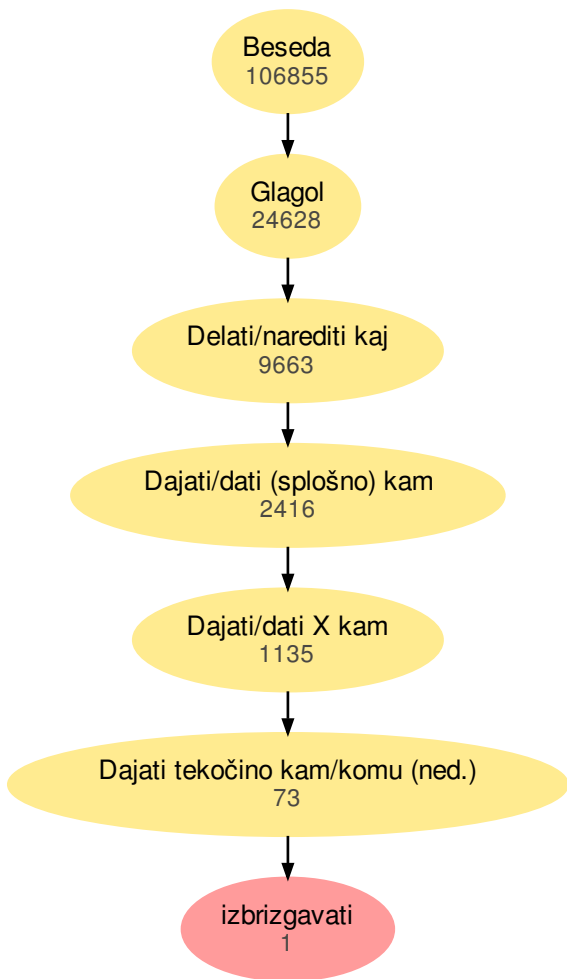 Beseda
106855
Glagol
24628
Delati/narediti kaj
9663
Dajati/dati (splošno) kam
2416
Dajati/dati X kam
1135
Dajati tekočino kam/komu (ned.)
73
izbrizgavati
1